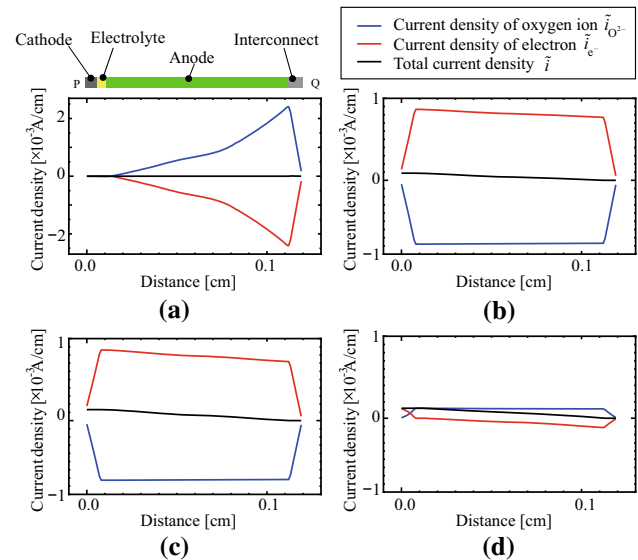 Cathode Electrolyte Anode Interconnect
P Q
Current density of oxygen ion ĩ_O²⁻
Current density of electron ĩ_e⁻
Total current density ĩ
Current density [×10⁻³A/cm]
2
0
−2
0.0 0.1
Distance [cm]
(a)
Current density [×10⁻³A/cm]
1
0
−1
0.0 0.1
Distance [cm]
(b)
Current density [×10⁻³A/cm]
1
0
−1
0.0 0.1
Distance [cm]
(c)
Current density [×10⁻³A/cm]
1
0
−1
0.0 0.1
Distance [cm]
(d)